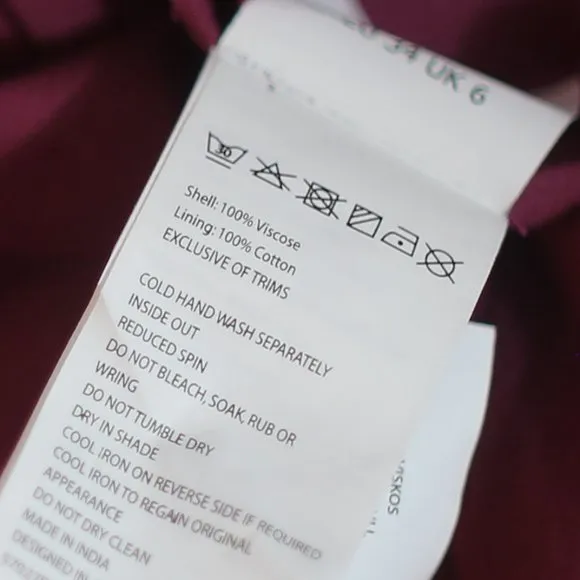 34 UK 6
30
Shell: 100% Viscose
Lining: 100% Cotton
EXCLUSIVE OF TRIMS
COLD HAND WASH SEPARATELY
INSIDE OUT
REDUCED SPIN
DO NOT BLEACH, SOAK, RUB OR
WRING
DO NOT TUMBLE DRY
DRY IN SHADE
COOL IRON ON REVERSE SIDE IF REQUIRED
COOL IRON TO REGAIN ORIGINAL
APPEARANCE
DO NOT DRY CLEAN
MADE IN INDIA
DESIGNED IN